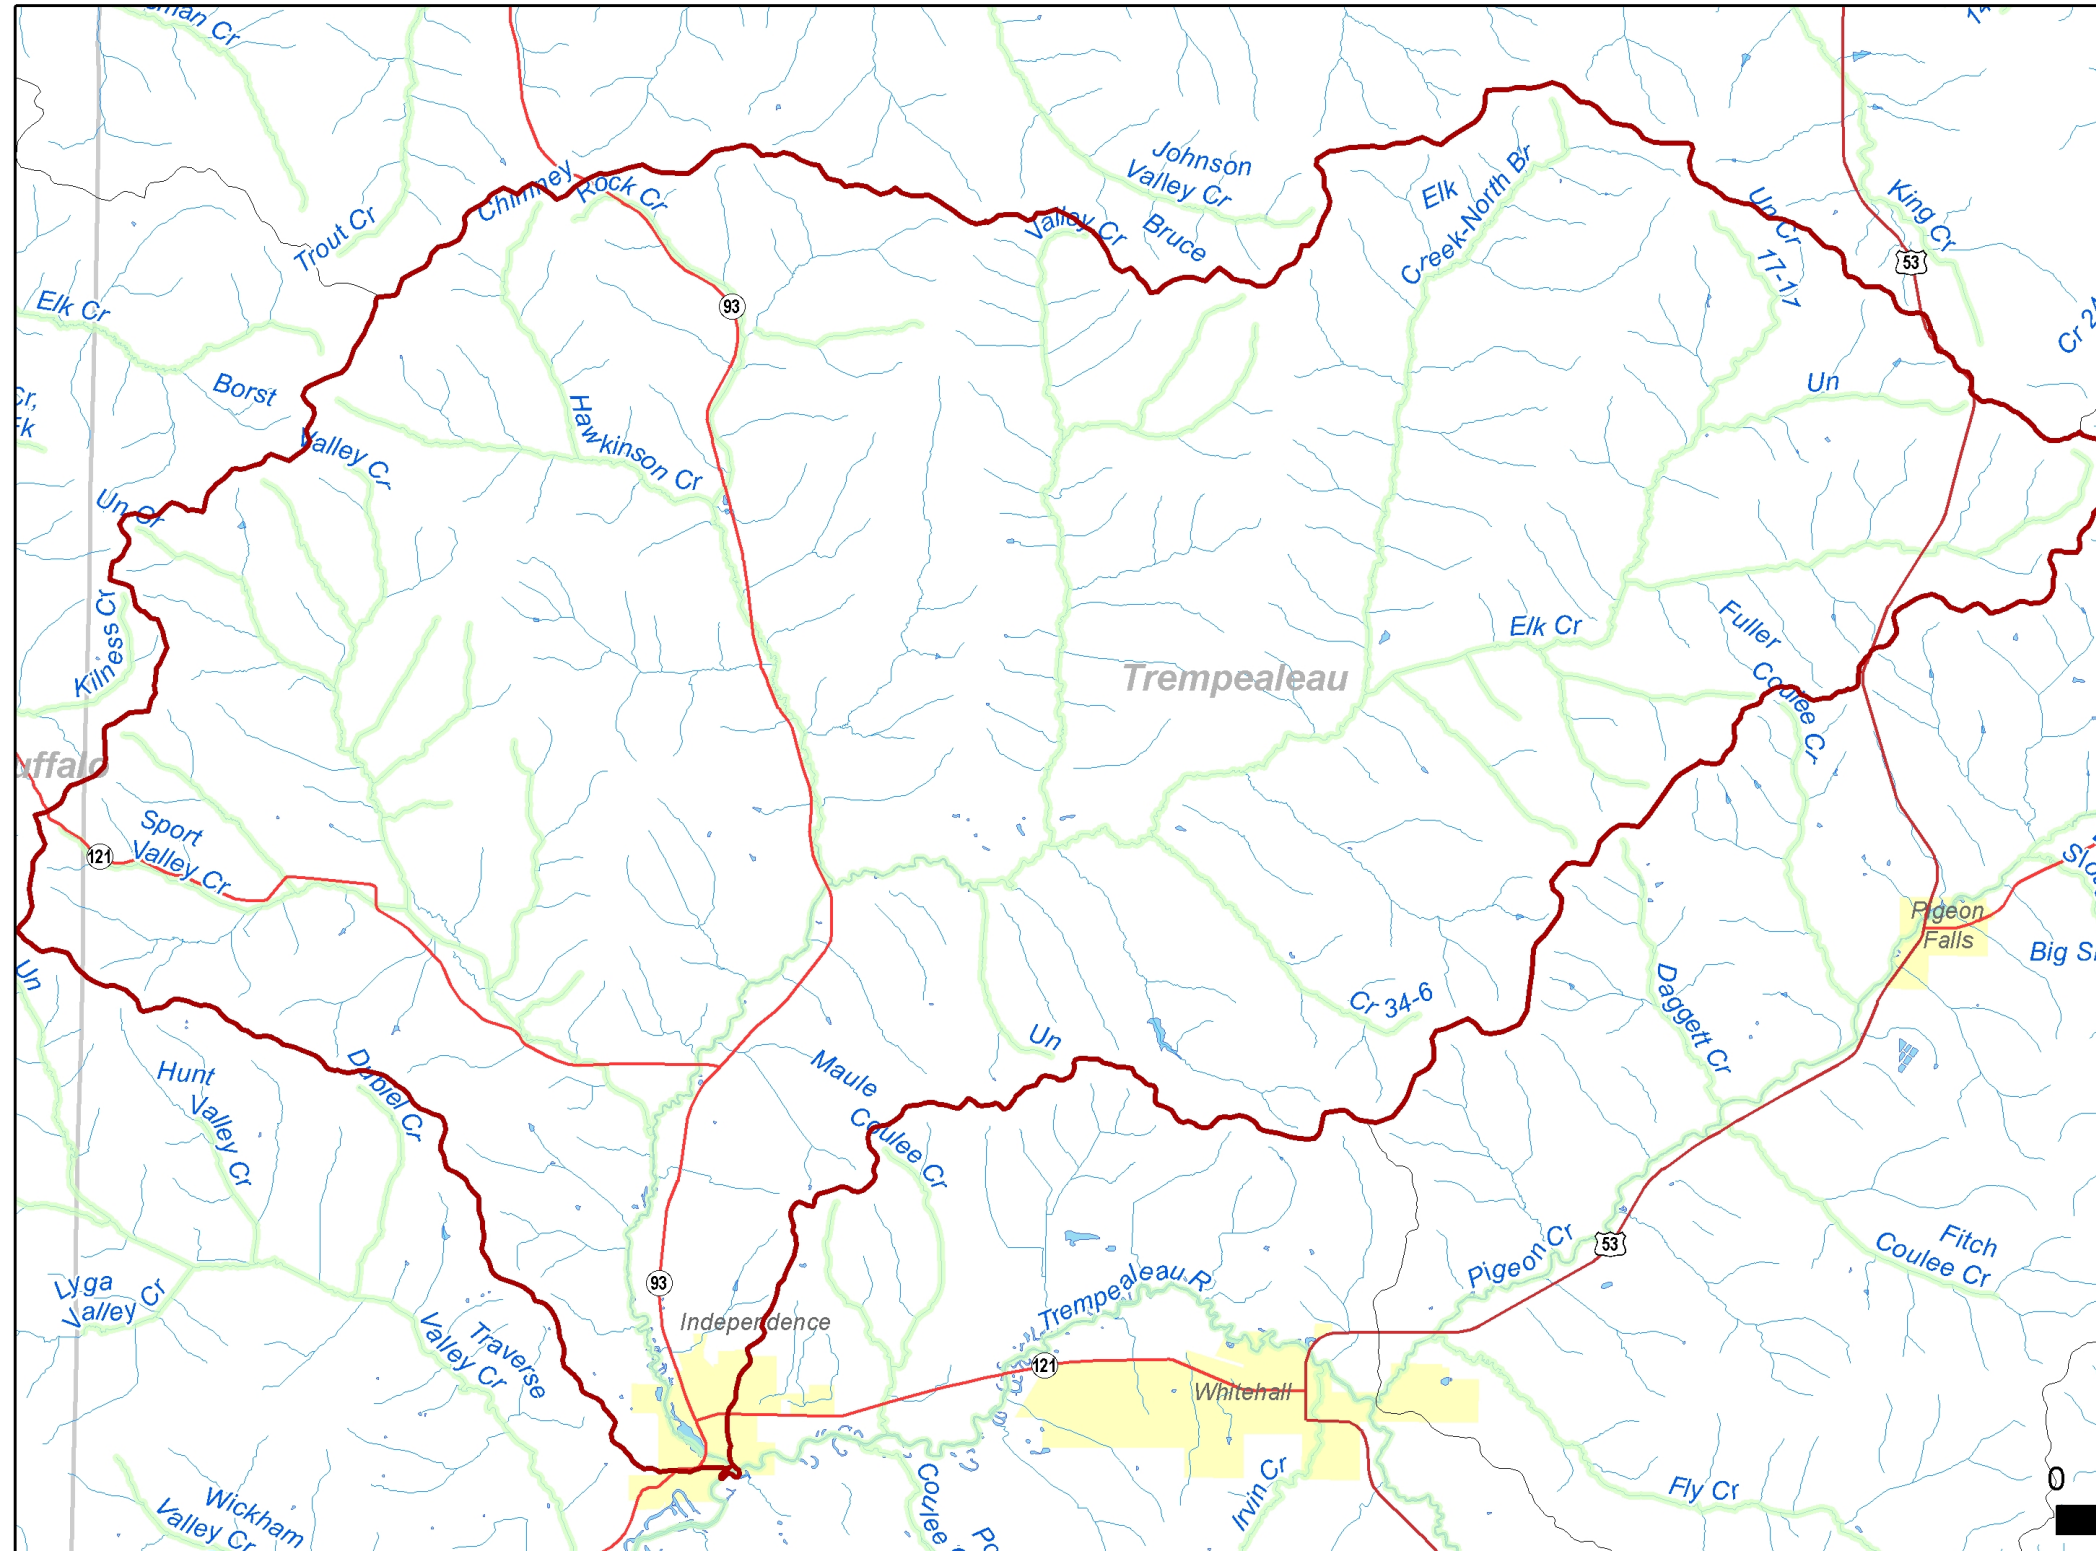 Cr
Trout Cr
Chimney
Rock Cr
Johnson
Valley Cr
Bruce
Valley Cr
Elk
Creek-North Br
Un Cr
17-11
King Cr
53
Elk Cr
93
Borst
Valley Cr
Hawkinson Cr
Un
Un Cr
Kilness Cr
Elk Cr
Fuller
Coulee Cr
Trempealeau
Sport
Valley Cr
121
Pigeon
Falls
Un
Cr 34-6
Un
Daggett Cr
Maule
Coulee Cr
Hunt
Valley Cr
Dubiel Cr
Lyga
Valley Cr
Traverse
Valley Cr
93
Independence
Trempealeau R
121
Whitehall
Pigeon Cr
53
Fitch
Coulee Cr
Irvin Cr
Fly Cr
Wickham
Valley Cr
0